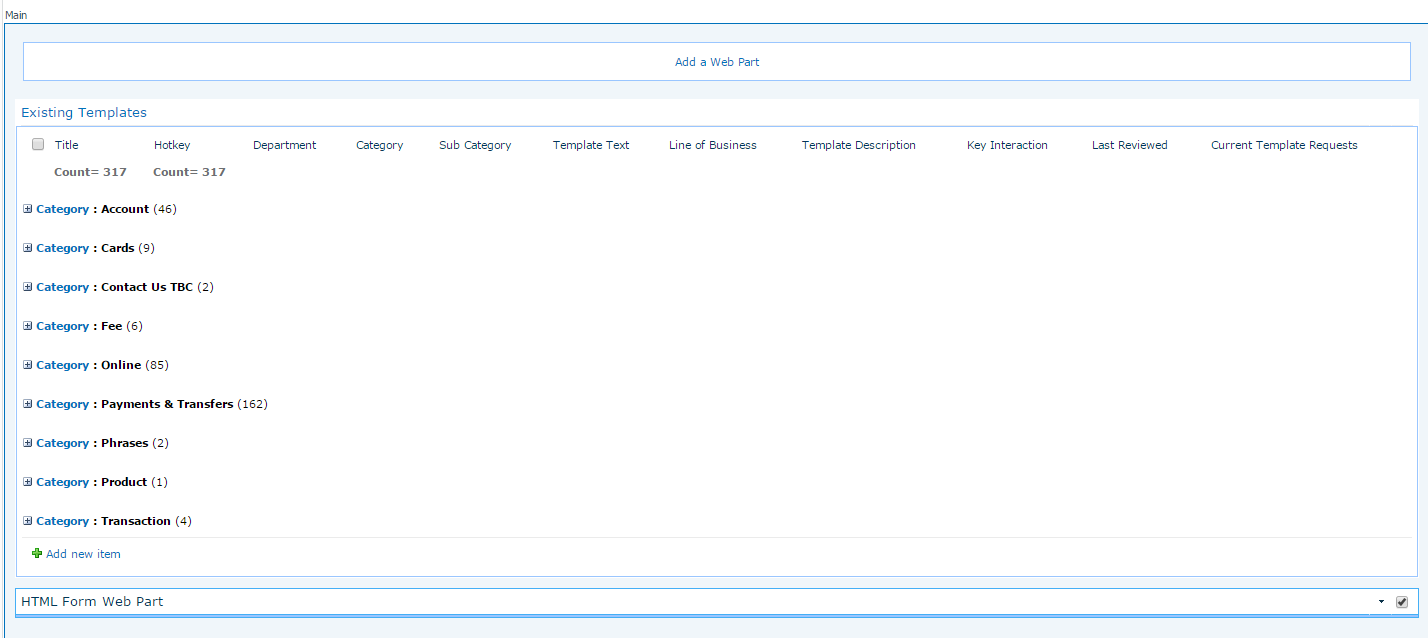 Main
Add a Web Part
Existing Templates
Title Hotkey Department Category Sub Category Template Text Line of Business Template Description Key Interaction Last Reviewed Current Template Requests
Count= 317 Count= 317
Category : Account (46)
Category : Cards (9)
Category : Contact Us TBC (2)
Category : Fee (6)
Category : Online (85)
Category : Payments & Transfers (162)
Category : Phrases (2)
Category : Product (1)
Category : Transaction (4)
Add new item
HTML Form Web Part